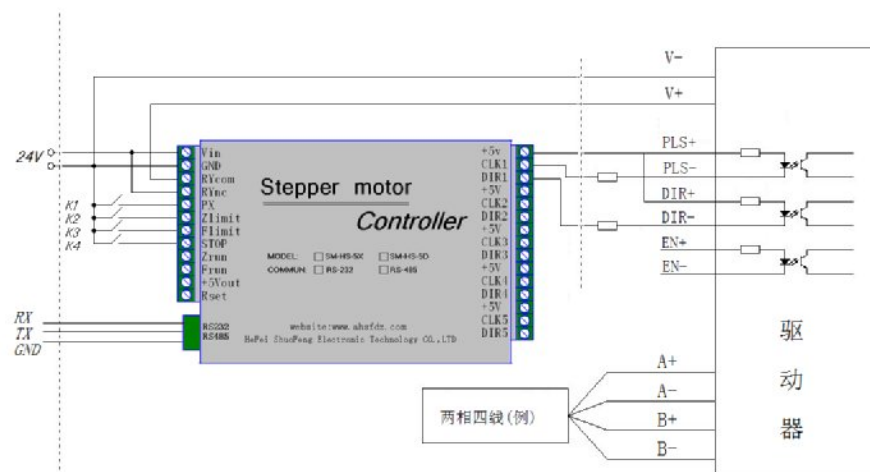 V-
V+
24V
K1
K2
K3
K4
Vin
GND
RYcom
RYnc
PX
Zlimit
Flimit
STOP
Zrun
Frun
+5Vout
Rset
Stepper motor
Controller
MODEL: SM-HS-5X SM-HS-5D
COMMUN: RS-232 RS-485
website:www.ahsfdz.com
HeFei ShuoFeng Electronic Technology CO.,LTD
RS232
RS485
RX
TX
GND
+5v
CLK1
DIR1
+5V
CLK2
DIR2
+5V
CLK3
DIR3
+5V
CLK4
DIR4
+5V
CLK5
DIR5
PLS+
PLS-
DIR+
DIR-
EN+
EN-
两相四线(例)
A+
A-
B+
B-
驱
动
器